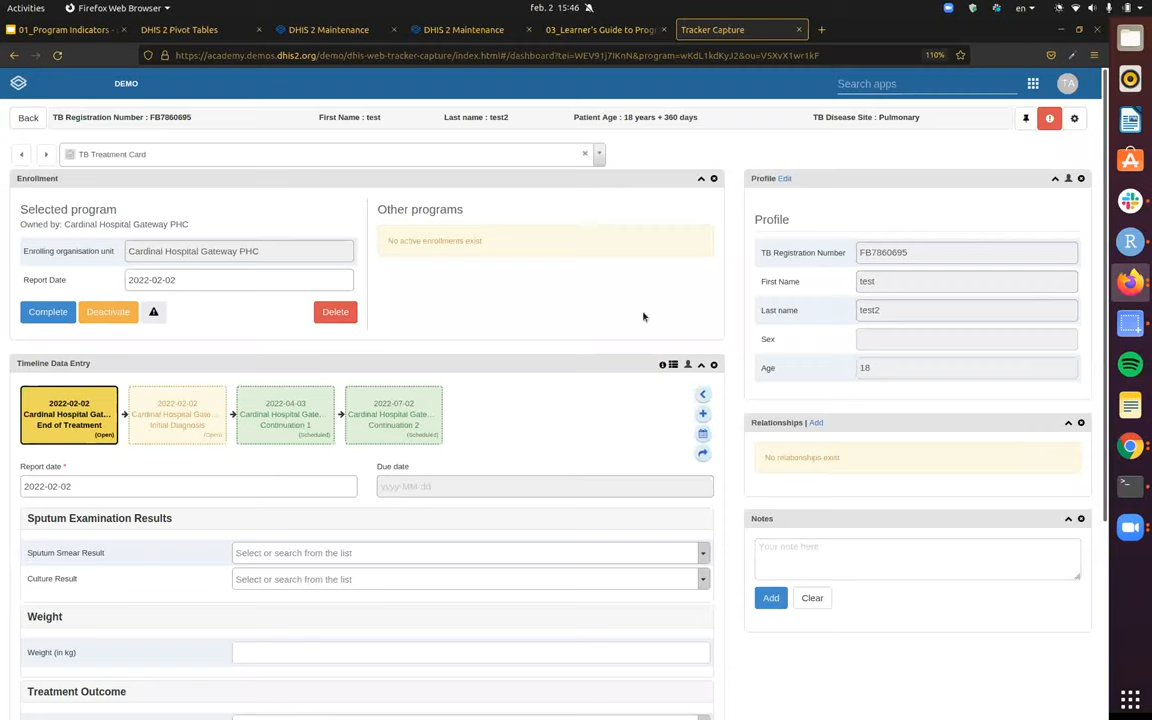 Activities
Firefox Web Browser
feb. 2 15:46
en
01_Program Indicators -
DHIS 2 Pivot Tables
DHIS 2 Maintenance
DHIS 2 Maintenance
03_Learner's Guide to Prog
Tracker Capture
https://academy.demos.dhis2.org/demo/dhis-web-tracker-capture/index.html#/dashboard?tei=WEV91j7IKnN&program=wKdL1kdKyJ2&ou=V5XvX1wr1kF
110%
DEMO
Search apps
TA
Back
TB Registration Number : FB7860695
First Name : test
Last name : test2
Patient Age : 18 years + 360 days
TB Disease Site : Pulmonary
TB Treatment Card
Enrollment
Selected program
Owned by: Cardinal Hospital Gateway PHC
Enrolling organisation unit
Cardinal Hospital Gateway PHC
Report Date
2022-02-02
Complete
Deactivate
Delete
Other programs
No active enrollments exist
Profile Edit
Profile
TB Registration Number
FB7860695
First Name
test
Last name
test2
Sex
Age
18
Timeline Data Entry
2022-02-02
Cardinal Hospital Gat...
End of Treatment
(Open)
2022-02-02
Cardinal Hospital Gate...
Initial Diagnosis
(Open)
2022-04-03
Cardinal Hospital Gate...
Continuation 1
(Scheduled)
2022-07-02
Cardinal Hospital Gate...
Continuation 2
(Scheduled)
Report date *
2022-02-02
Due date
yyyy-MM-dd
Sputum Examination Results
Sputum Smear Result
Select or search from the list
Culture Result
Select or search from the list
Weight
Weight (in kg)
Treatment Outcome
Relationships | Add
No relationships exist
Notes
Your note here
Add
Clear